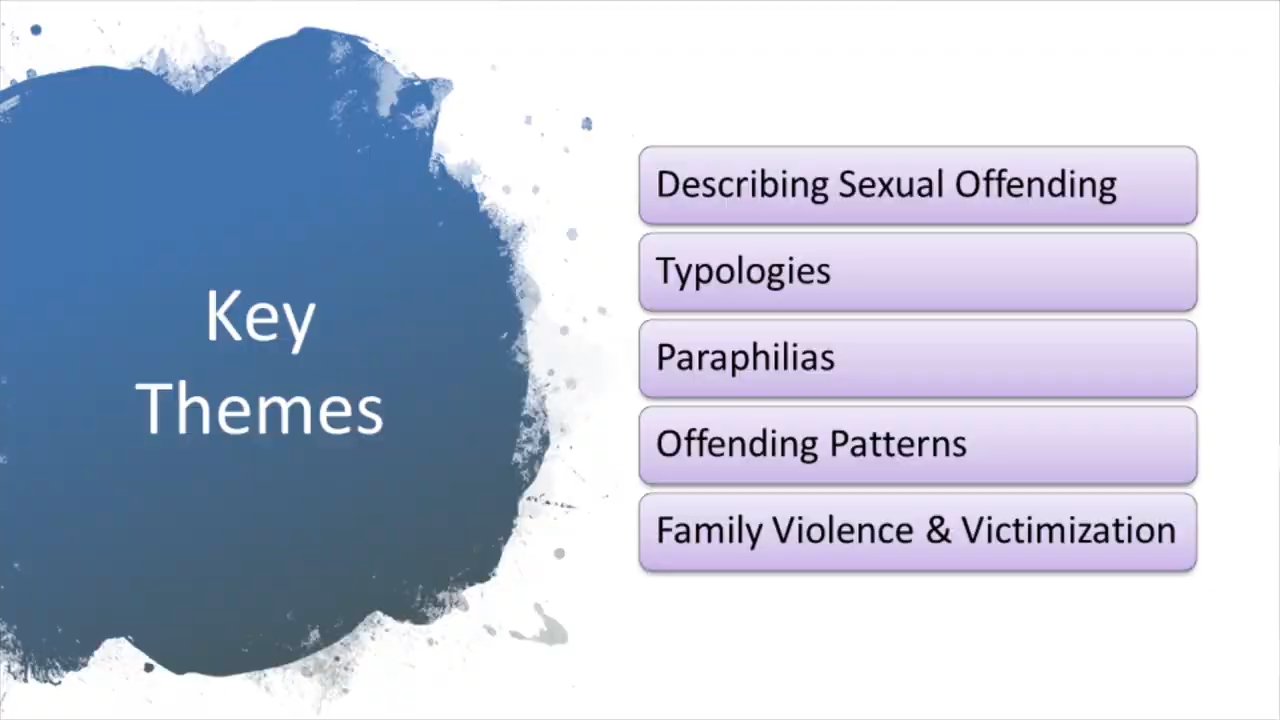 Key
Themes
Describing Sexual Offending
Typologies
Paraphilias
Offending Patterns
Family Violence & Victimization